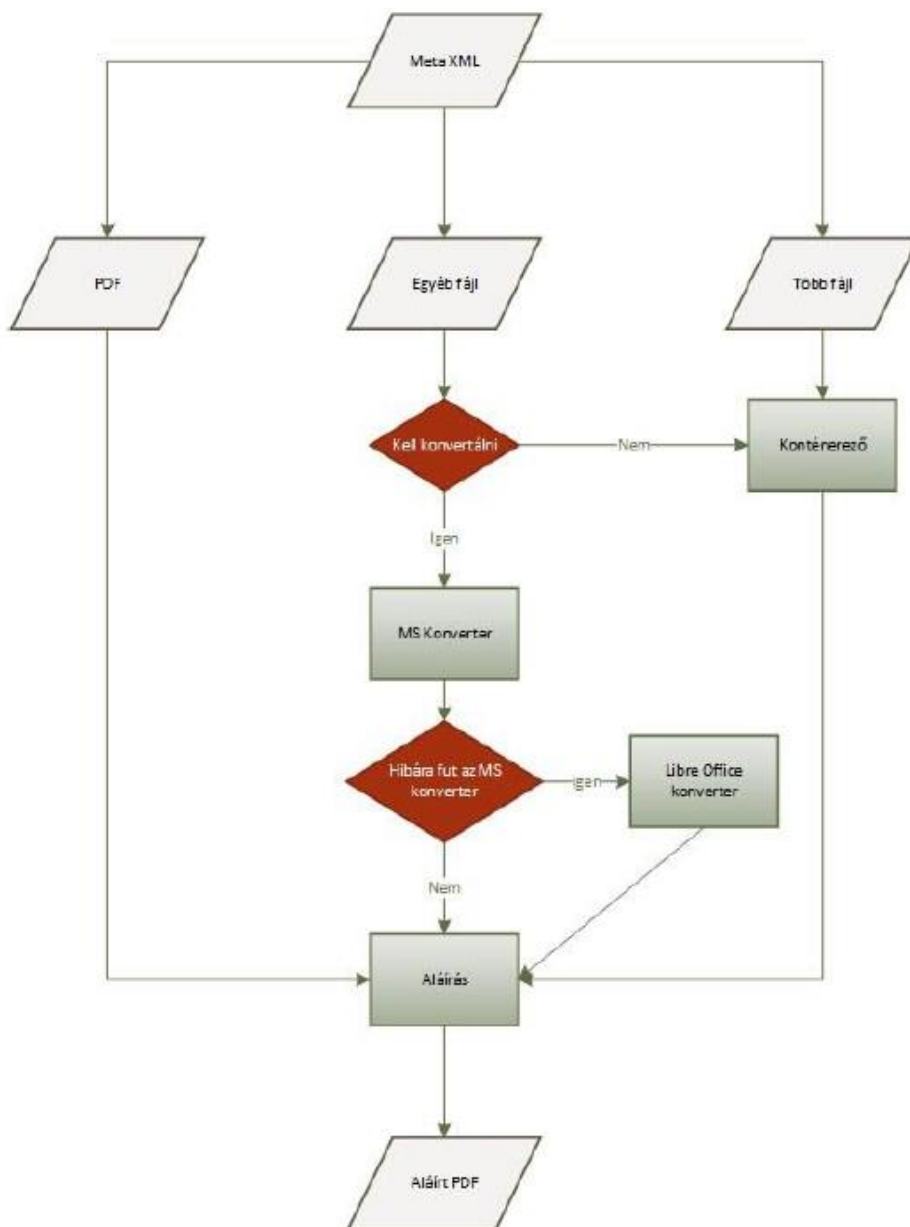 Meta XML
PDF
Egyéb fájl
Több fájl
Kell konvertálni
Nem
Konténerező
Igen
MS Konverter
Hibára fut az MS
konverter
Igen
Libre Office
konverter
Nem
Aláírás
Aláírt PDF